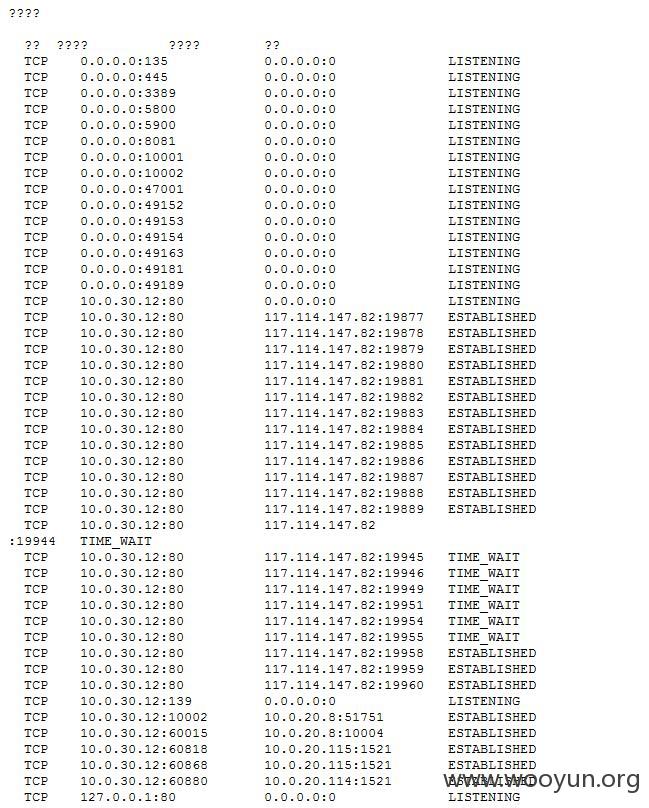 ????
?? ???? ???? ??
TCP 0.0.0.0:135 0.0.0.0:0 LISTENING
TCP 0.0.0.0:445 0.0.0.0:0 LISTENING
TCP 0.0.0.0:3389 0.0.0.0:0 LISTENING
TCP 0.0.0.0:5800 0.0.0.0:0 LISTENING
TCP 0.0.0.0:5900 0.0.0.0:0 LISTENING
TCP 0.0.0.0:8081 0.0.0.0:0 LISTENING
TCP 0.0.0.0:10001 0.0.0.0:0 LISTENING
TCP 0.0.0.0:10002 0.0.0.0:0 LISTENING
TCP 0.0.0.0:47001 0.0.0.0:0 LISTENING
TCP 0.0.0.0:49152 0.0.0.0:0 LISTENING
TCP 0.0.0.0:49153 0.0.0.0:0 LISTENING
TCP 0.0.0.0:49154 0.0.0.0:0 LISTENING
TCP 0.0.0.0:49163 0.0.0.0:0 LISTENING
TCP 0.0.0.0:49181 0.0.0.0:0 LISTENING
TCP 0.0.0.0:49189 0.0.0.0:0 LISTENING
TCP 10.0.30.12:80 0.0.0.0:0 LISTENING
TCP 10.0.30.12:80 117.114.147.82:19877 ESTABLISHED
TCP 10.0.30.12:80 117.114.147.82:19878 ESTABLISHED
TCP 10.0.30.12:80 117.114.147.82:19879 ESTABLISHED
TCP 10.0.30.12:80 117.114.147.82:19880 ESTABLISHED
TCP 10.0.30.12:80 117.114.147.82:19881 ESTABLISHED
TCP 10.0.30.12:80 117.114.147.82:19882 ESTABLISHED
TCP 10.0.30.12:80 117.114.147.82:19883 ESTABLISHED
TCP 10.0.30.12:80 117.114.147.82:19884 ESTABLISHED
TCP 10.0.30.12:80 117.114.147.82:19885 ESTABLISHED
TCP 10.0.30.12:80 117.114.147.82:19886 ESTABLISHED
TCP 10.0.30.12:80 117.114.147.82:19887 ESTABLISHED
TCP 10.0.30.12:80 117.114.147.82:19888 ESTABLISHED
TCP 10.0.30.12:80 117.114.147.82:19889 ESTABLISHED
TCP 10.0.30.12:80 117.114.147.82
:19944 TIME_WAIT
TCP 10.0.30.12:80 117.114.147.82:19945 TIME_WAIT
TCP 10.0.30.12:80 117.114.147.82:19946 TIME_WAIT
TCP 10.0.30.12:80 117.114.147.82:19949 TIME_WAIT
TCP 10.0.30.12:80 117.114.147.82:19951 TIME_WAIT
TCP 10.0.30.12:80 117.114.147.82:19954 TIME_WAIT
TCP 10.0.30.12:80 117.114.147.82:19955 TIME_WAIT
TCP 10.0.30.12:80 117.114.147.82:19958 ESTABLISHED
TCP 10.0.30.12:80 117.114.147.82:19959 ESTABLISHED
TCP 10.0.30.12:80 117.114.147.82:19960 ESTABLISHED
TCP 10.0.30.12:139 0.0.0.0:0 LISTENING
TCP 10.0.30.12:10002 10.0.20.8:51751 ESTABLISHED
TCP 10.0.30.12:60015 10.0.20.8:10004 ESTABLISHED
TCP 10.0.30.12:60818 10.0.20.115:1521 ESTABLISHED
TCP 10.0.30.12:60868 10.0.20.115:1521 ESTABLISHED
TCP 10.0.30.12:60880 10.0.20.114:1521 ESTABLISHED
www.wooyun.org
TCP 127.0.0.1:80 0.0.0.0:0 LISTENING